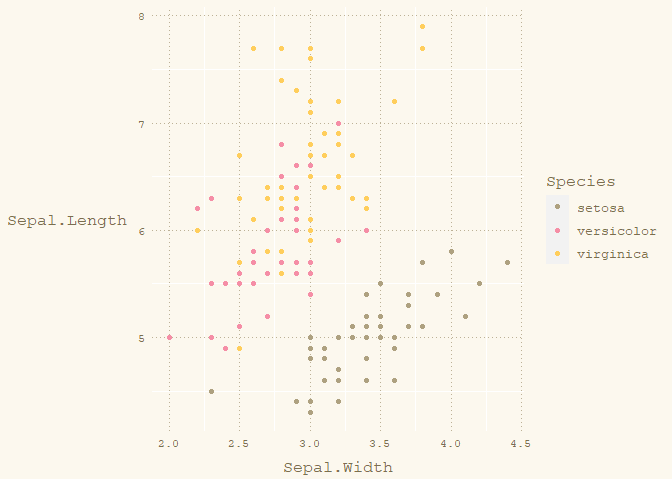 8
7
6
5
Sepal.Length
2.0 2.5 3.0 3.5 4.0 4.5
Sepal.Width
Species
setosa
versicolor
virginica